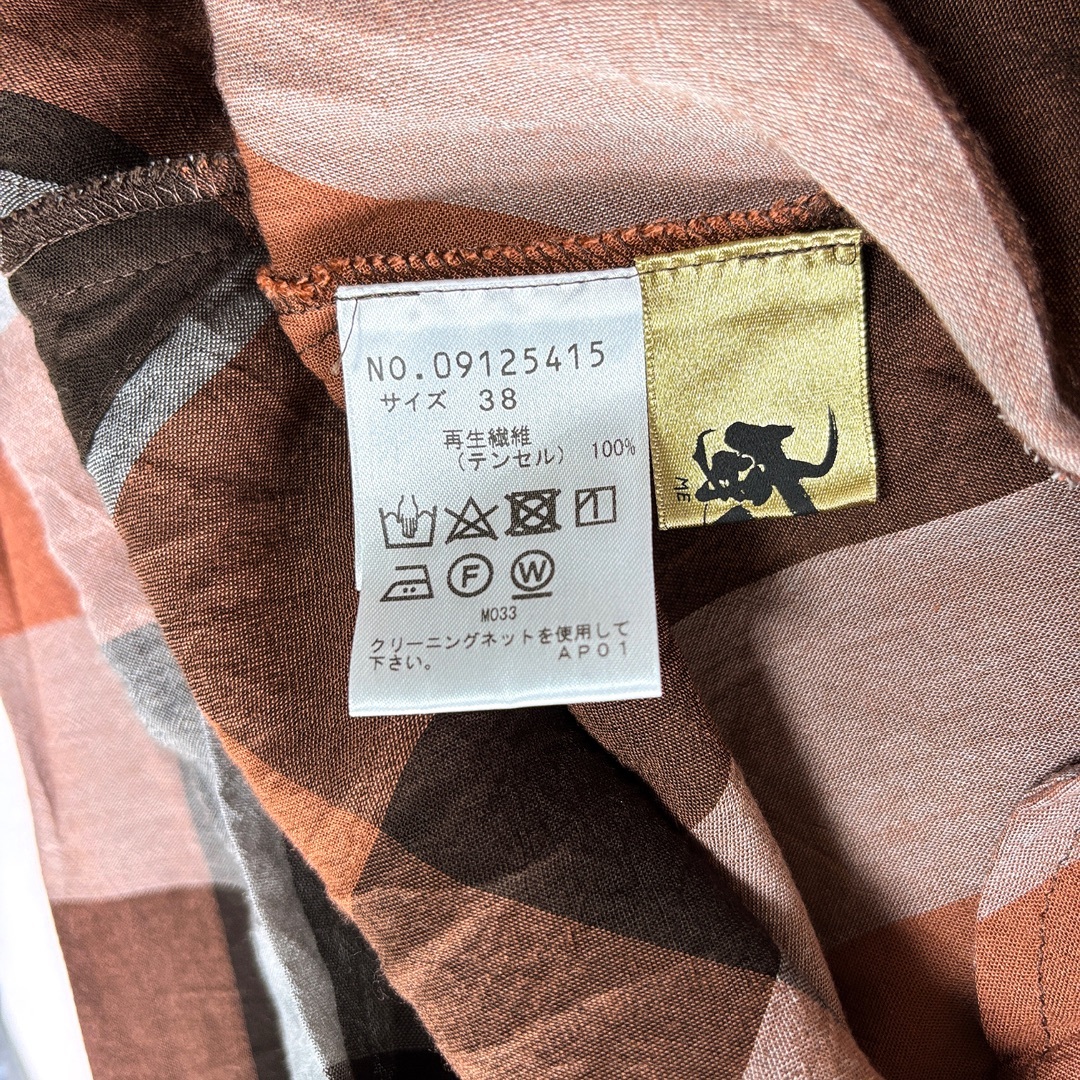 NO.09125415
サイズ 38
再生繊維
(テンセル) 100%
F W
M033
クリーニングネットを使用して
下さい。 AP01
ME